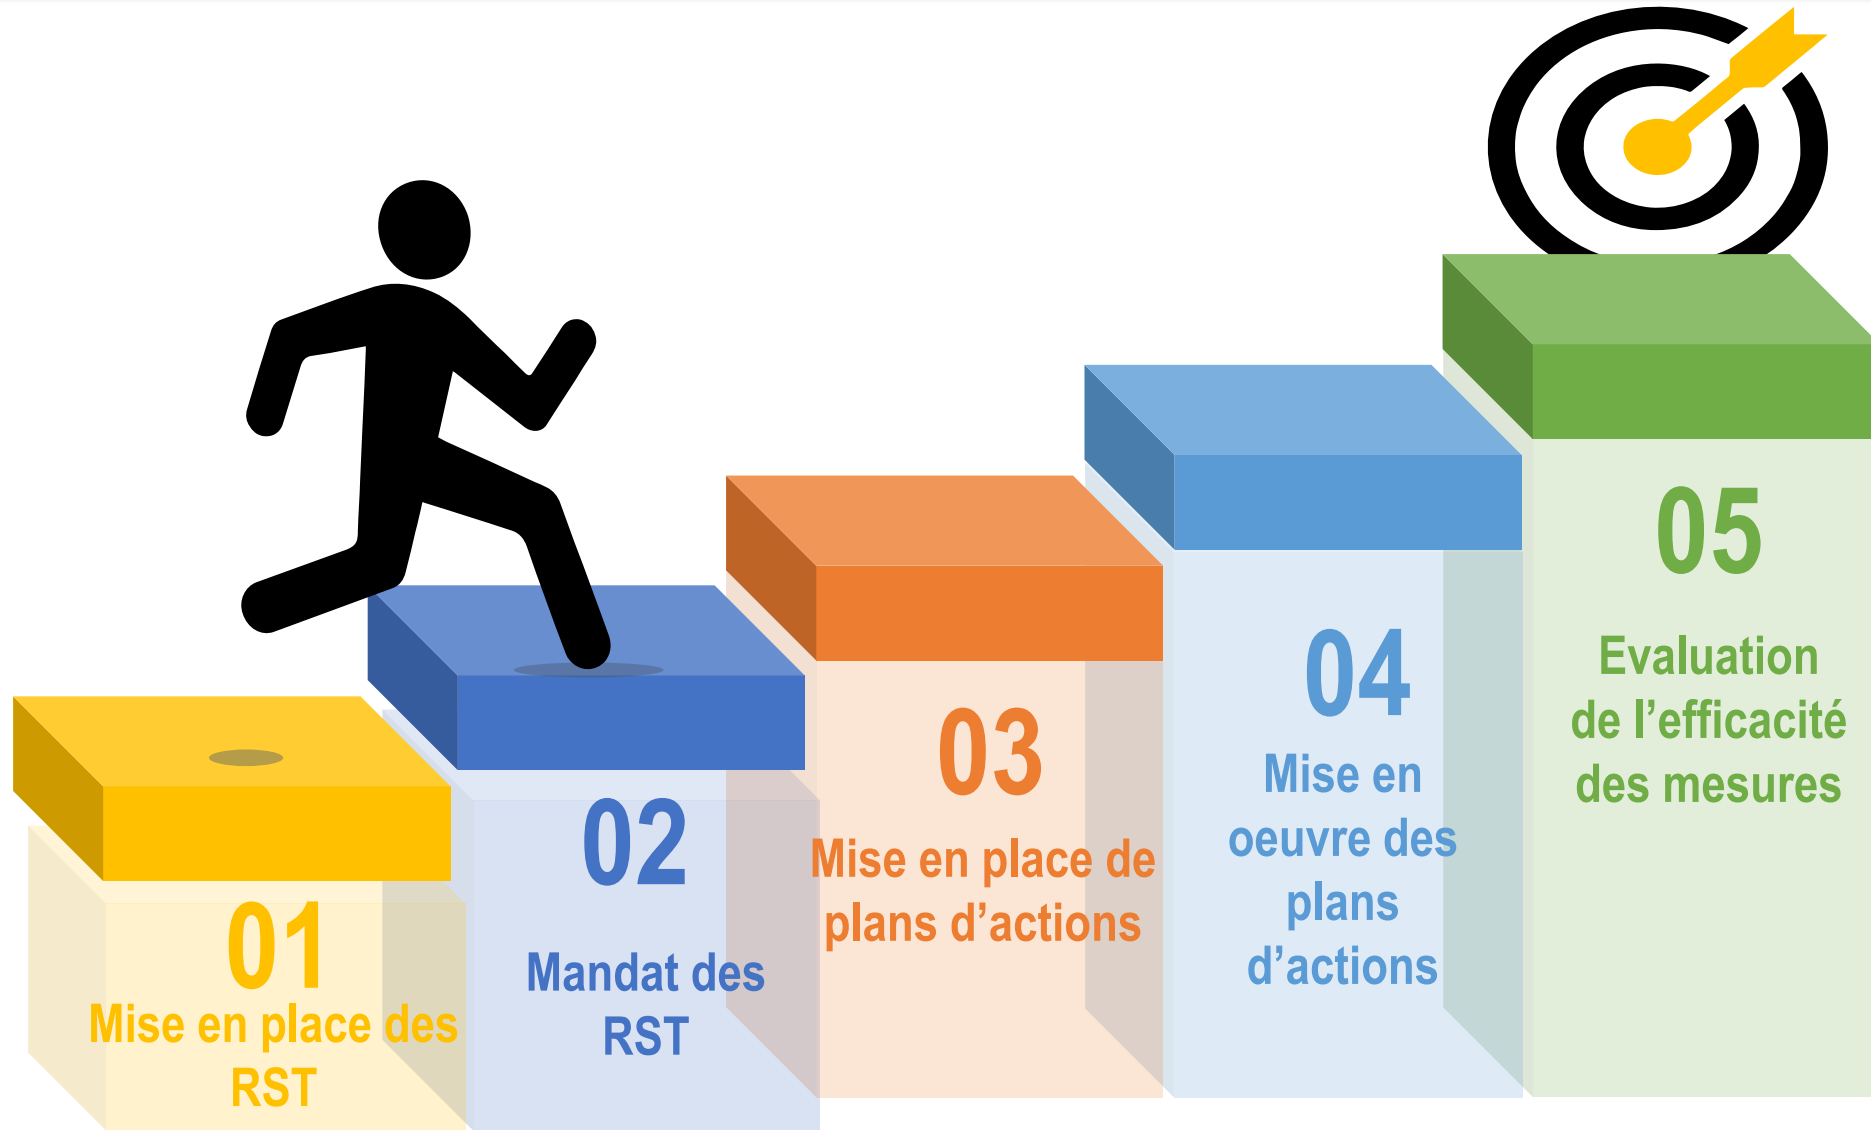 01
Mise en place des
RST
02
Mandat des
RST
03
Mise en place de
plans d’actions
04
Mise en
oeuvre des
plans
d’actions
05
Evaluation
de l’efficacité
des mesures